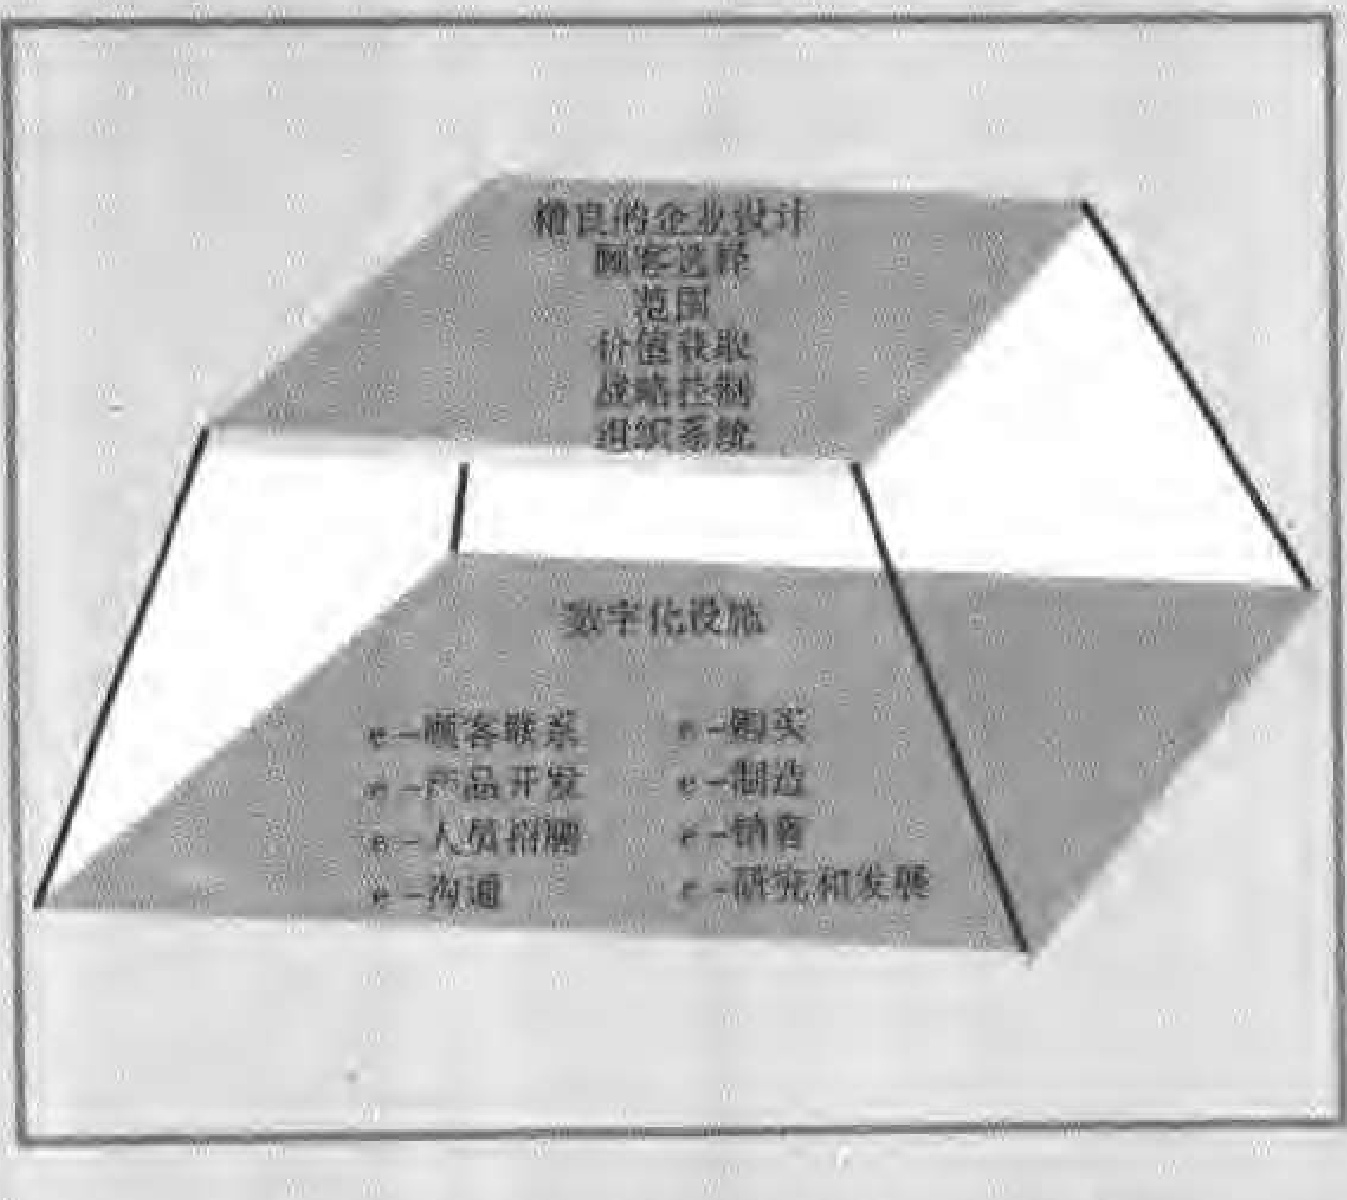 精良的企业设计
顾客选择
范围
价值获取
战略控制
组织系统
数字化设施
e-顾客联系 e-购买
e-产品开发 e-制造
e-人员招聘 e-销售
e-沟通 e-研究和发展